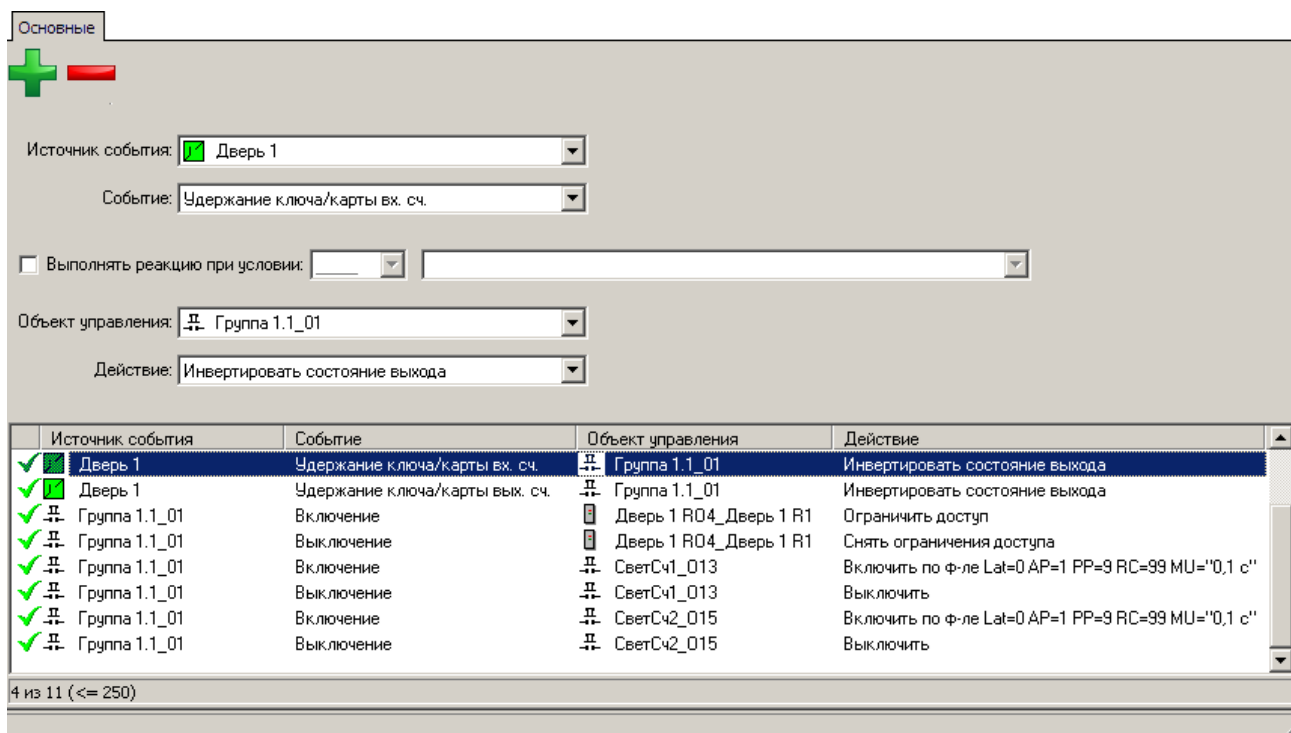 Основные
Источник события: Дверь 1
Событие: Удержание ключа/карты вх. сч.
Выполнять реакцию при условии: _____
Объект управления: Группа 1.1_01
Действие: Инвертировать состояние выхода
Источник события Событие Объект управления Действие
Дверь 1 Удержание ключа/карты вх. сч. Группа 1.1_01 Инвертировать состояние выхода
Дверь 1 Удержание ключа/карты вых. сч. Группа 1.1_01 Инвертировать состояние выхода
Группа 1.1_01 Включение Дверь 1 RO4_Дверь 1 R1 Ограничить доступ
Группа 1.1_01 Выключение Дверь 1 RO4_Дверь 1 R1 Снять ограничения доступа
Группа 1.1_01 Включение СветСч1_O13 Включить по ф-ле Lat=0 AP=1 PP=9 RC=99 MU="0,1 с"
Группа 1.1_01 Выключение СветСч1_O13 Выключить
Группа 1.1_01 Включение СветСч2_O15 Включить по ф-ле Lat=0 AP=1 PP=9 RC=99 MU="0,1 с"
Группа 1.1_01 Выключение СветСч2_O15 Выключить
4 из 11 (<= 250)